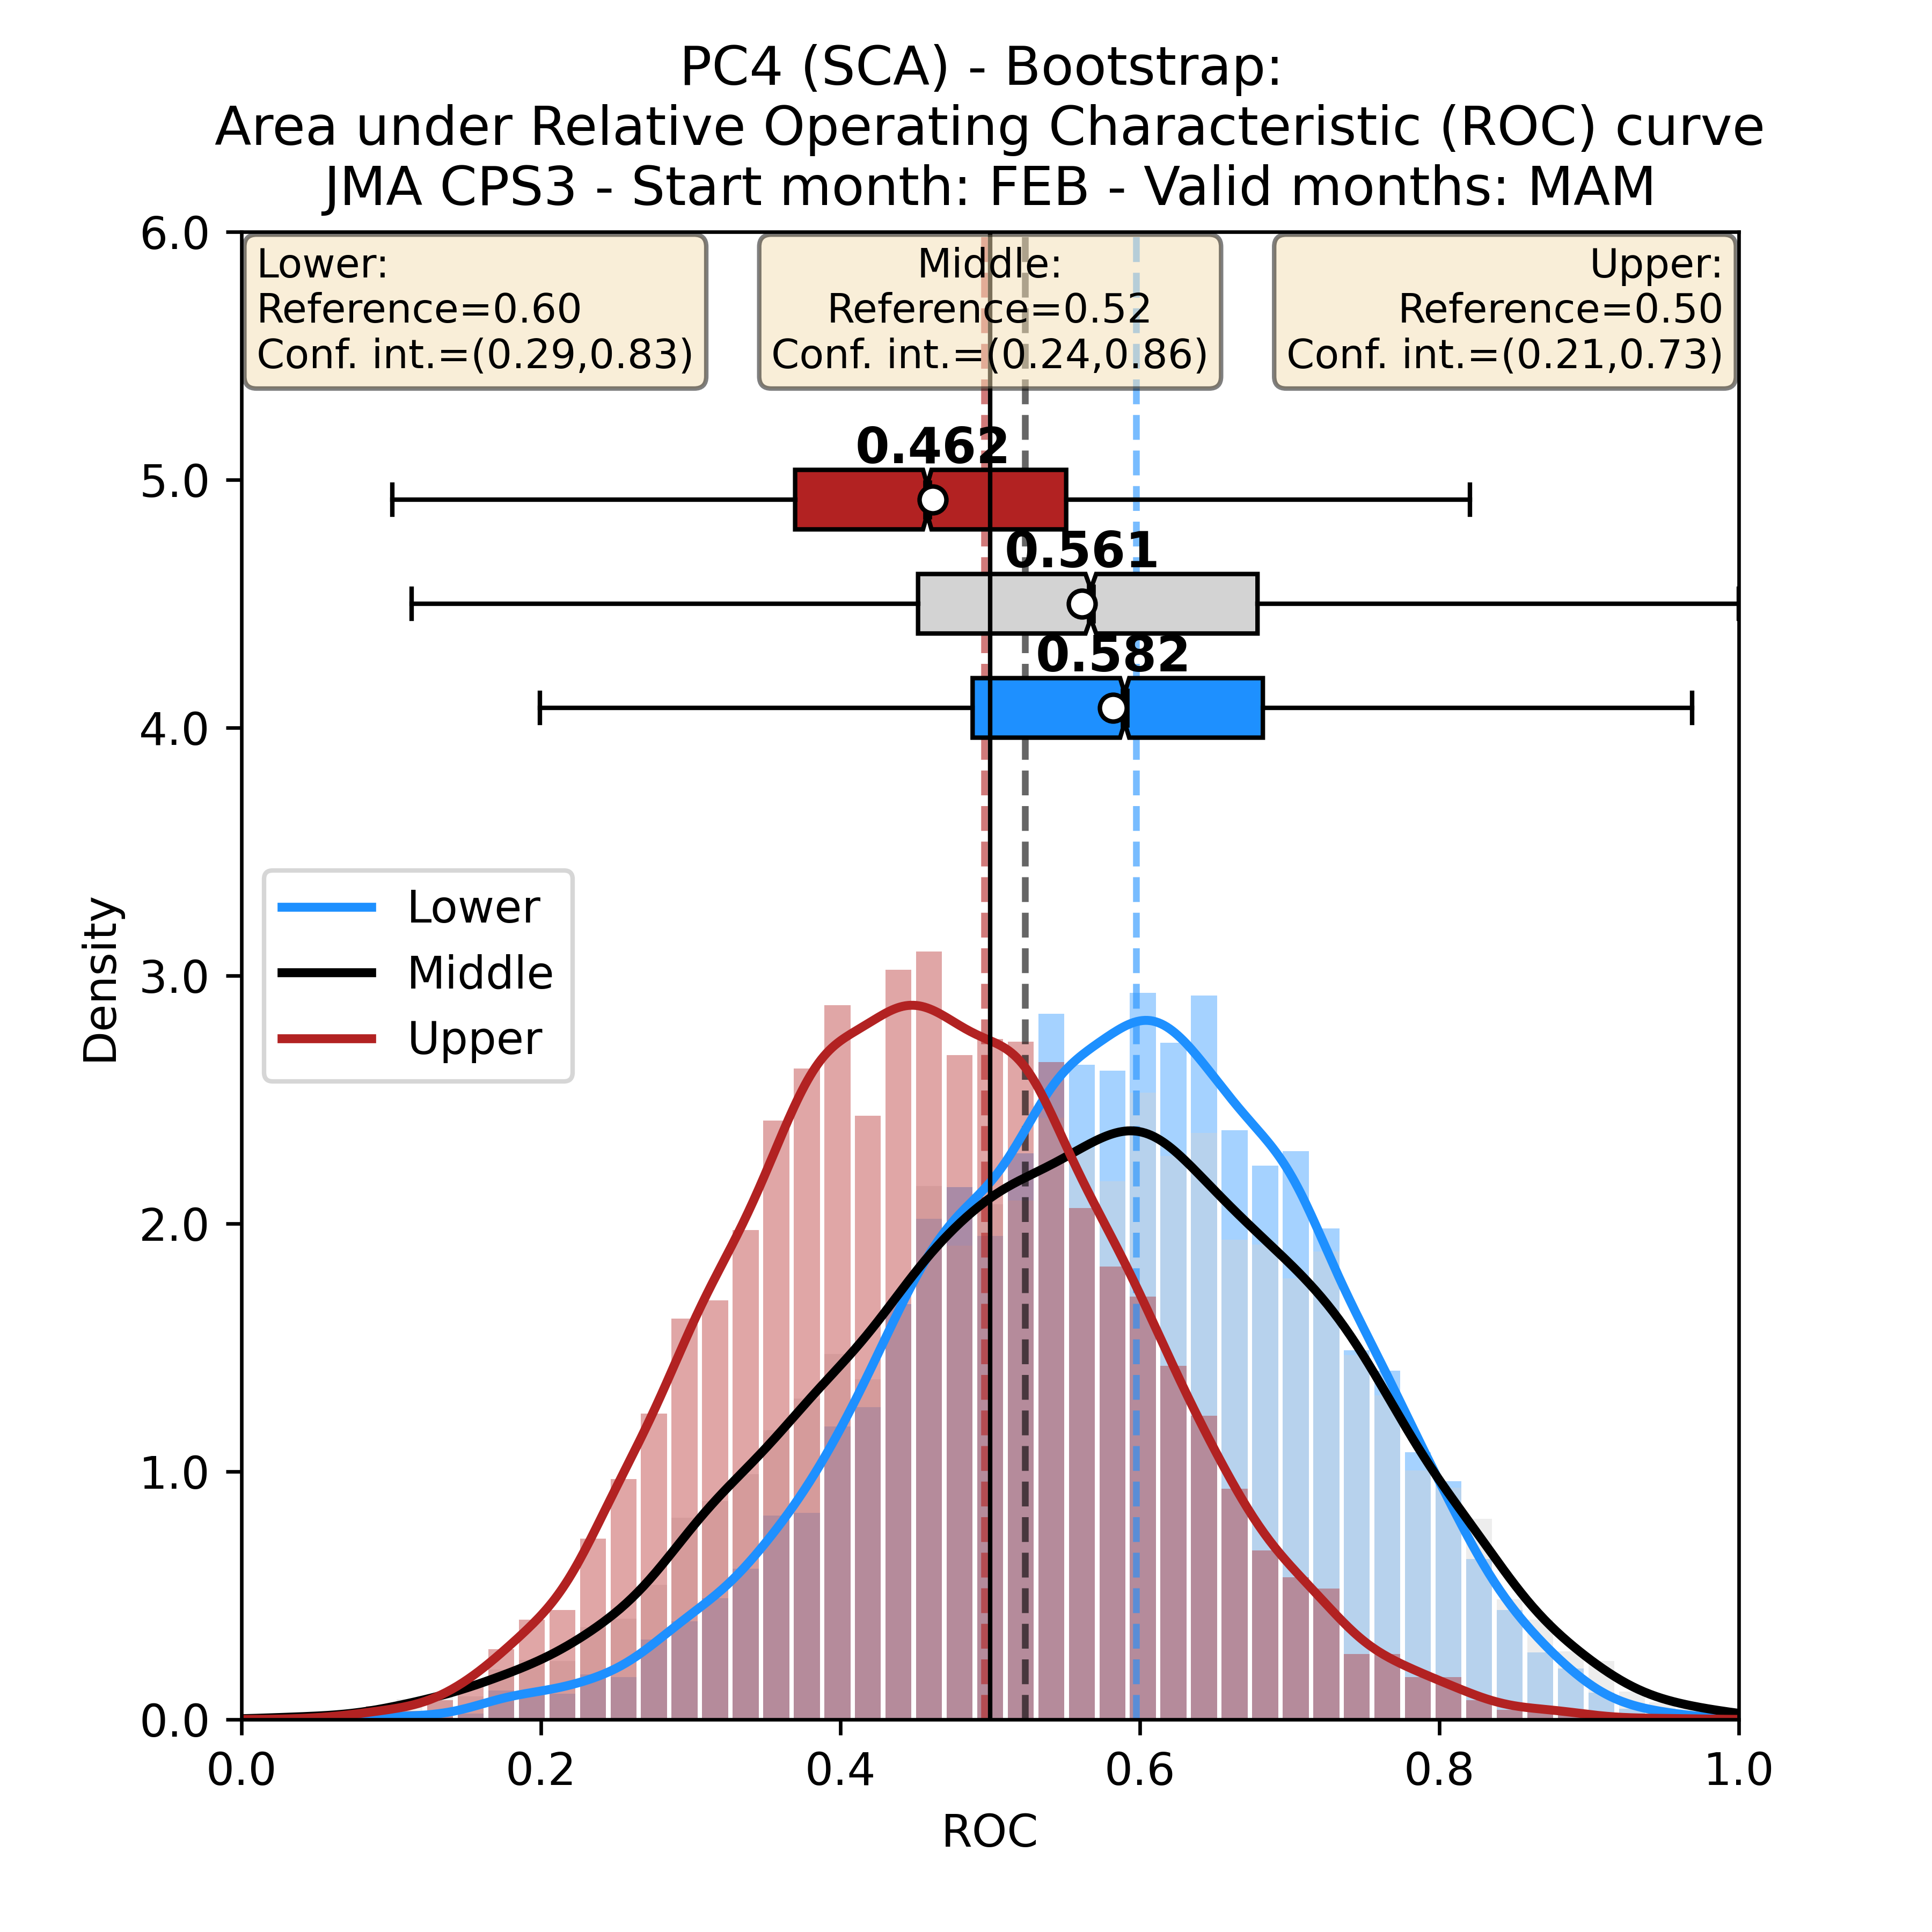 PC4 (SCA) - Bootstrap:
Area under Relative Operating Characteristic (ROC) curve
JMA CPS3 - Start month: FEB - Valid months: MAM
6.0
Lower:
Reference=0.60
Conf. int.=(0.29,0.83)
Middle:
Reference=0.52
Conf. int.=(0.24,0.86)
Upper:
Reference=0.50
Conf. int.=(0.21,0.73)
0.462
5.0
0.561
0.582
4.0
Lower
Middle
Upper
Density
3.0
2.0
1.0
0.0
0.0 0.2 0.4 0.6 0.8 1.0
ROC